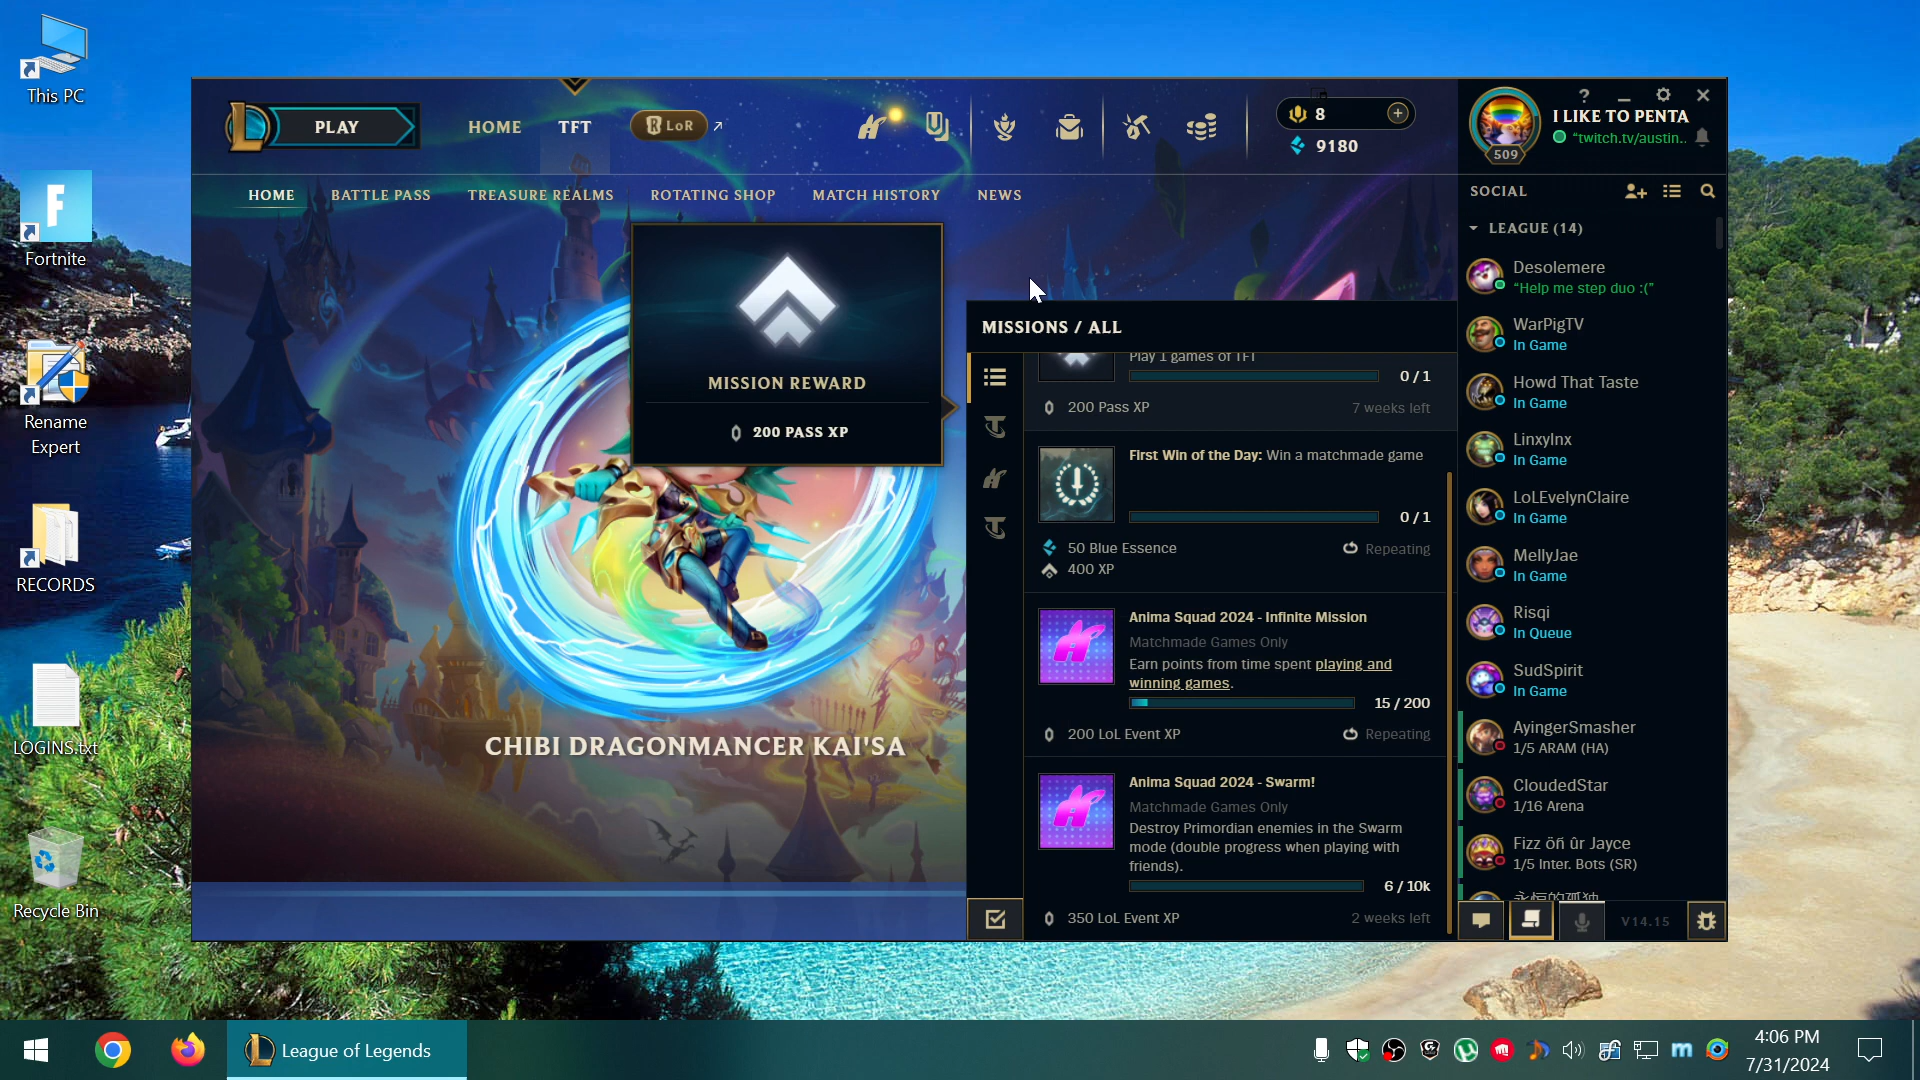 This PC
Fortnite
Rename
Expert
RECORDS
LOGINS.txt
Recycle Bin
PLAY
HOME
TFT
LoR
8
9180
HOME
BATTLE PASS
TREASURE REALMS
ROTATING SHOP
MATCH HISTORY
NEWS
MISSION REWARD
200 PASS XP
CHIBI DRAGONMANCER KAI'SA
MISSIONS / ALL
Play 1 games of TFT
0 / 1
200 Pass XP
7 weeks left
First Win of the Day: Win a matchmade game
0 / 1
50 Blue Essence
Repeating
400 XP
Anima Squad 2024 - Infinite Mission
Matchmade Games Only
Earn points from time spent playing and
winning games.
15 / 200
200 LoL Event XP
Repeating
Anima Squad 2024 - Swarm!
Matchmade Games Only
Destroy Primordian enemies in the Swarm
mode (double progress when playing with
friends).
6 / 10k
350 LoL Event XP
2 weeks left
509
I LIKE TO PENTA
“twitch.tv/austin..
SOCIAL
LEAGUE (14)
Desolemere
“Help me step duo :(”
WarPigTV
In Game
Howd That Taste
In Game
LinxyInx
In Game
LoLEvelynClaire
In Game
MellyJae
In Game
Risqi
In Queue
SudSpirit
In Game
AyingerSmasher
1/5 ARAM (HA)
CloudedStar
1/16 Arena
Fizz öñ ûr Jayce
1/5 Inter. Bots (SR)
V14.15
League of Legends
4:06 PM
7/31/2024